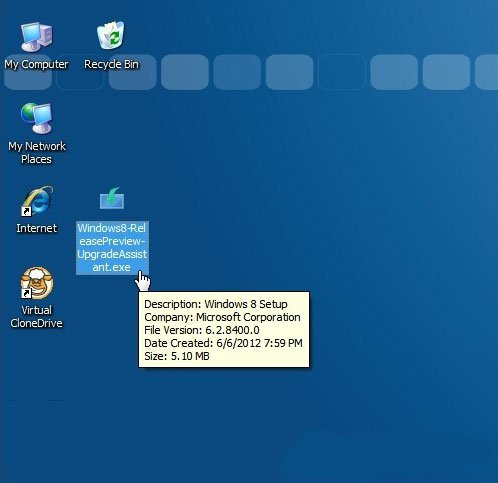 My Computer
Recycle Bin
My Network
Places
Internet
Windows8-Rel
easePreview-
UpgradeAssist
ant.exe
Virtual
CloneDrive
Description: Windows 8 Setup
Company: Microsoft Corporation
File Version: 6.2.8400.0
Date Created: 6/6/2012 7:59 PM
Size: 5.10 MB